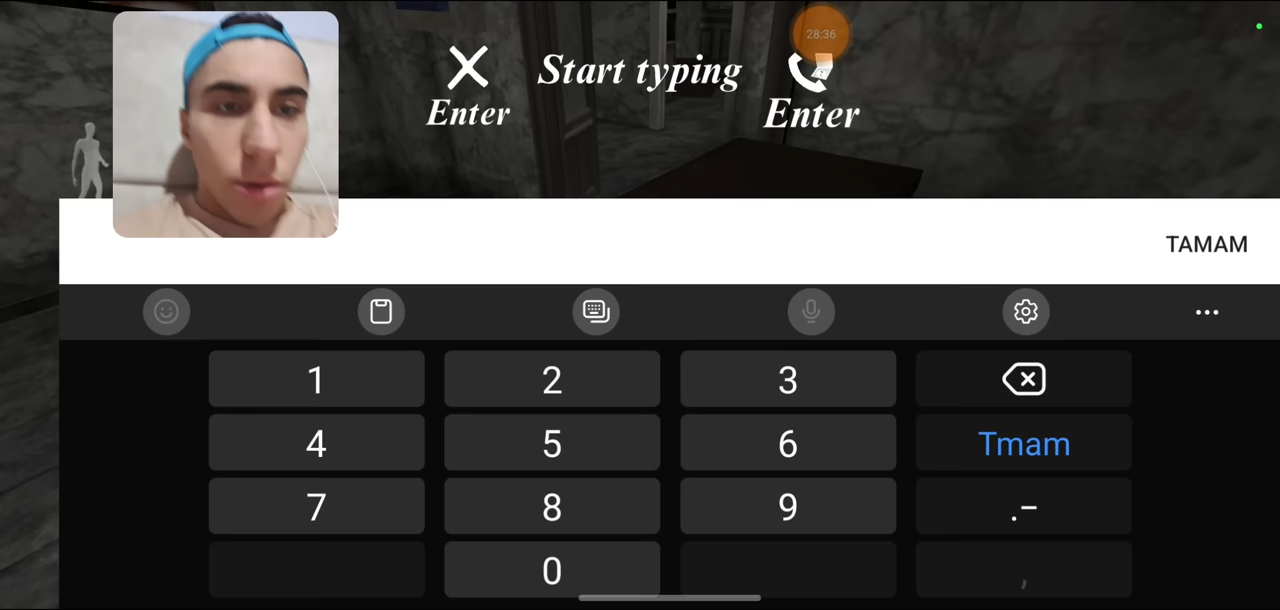 28:36
Start typing
Enter
Enter
TAMAM
1 2 3
4 5 6 Tmam
7 8 9 .-
0 ,